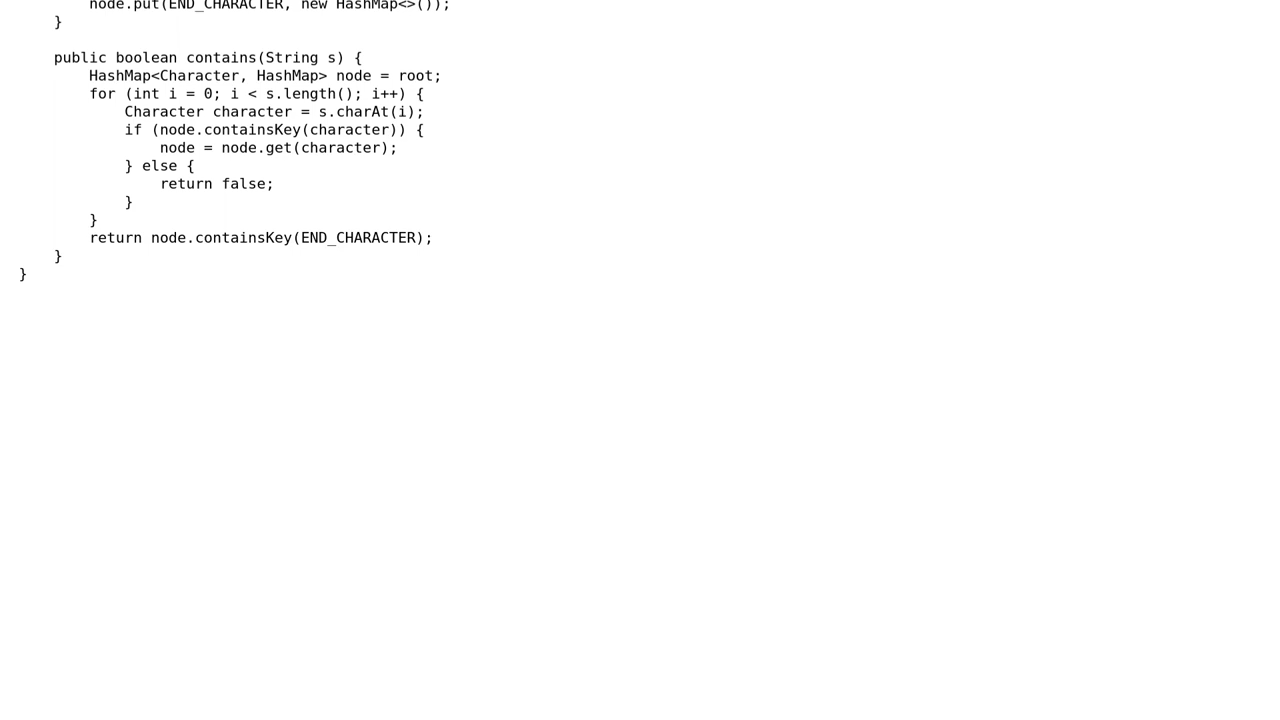 node.put(END_CHARACTER, new HashMap<>());
    }

    public boolean contains(String s) {
        HashMap<Character, HashMap> node = root;
        for (int i = 0; i < s.length(); i++) {
            Character character = s.charAt(i);
            if (node.containsKey(character)) {
                node = node.get(character);
            } else {
                return false;
            }
        }
        return node.containsKey(END_CHARACTER);
    }
}